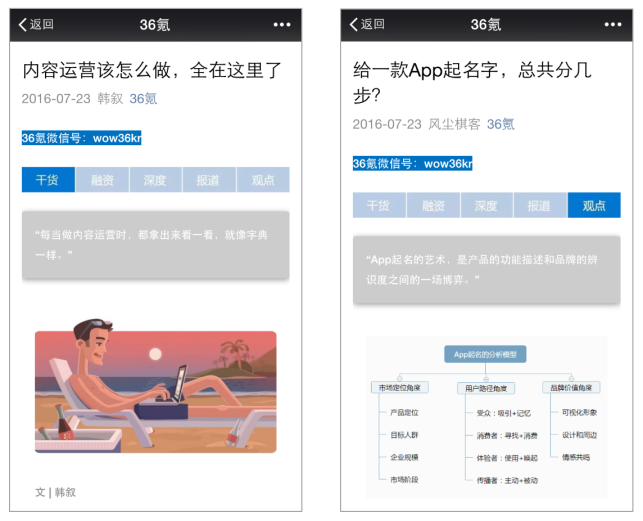 返回
36氪
内容运营该怎么做，全在这里了
2016-07-23 韩叙 36氪
36氪微信号：wow36kr
干货 融资 深度 报道 观点
“每当做内容运营时，都拿出来看一看，就像字典
一样。”
文 | 韩叙
返回
36氪
给一款App起名字，总共分几
步？
2016-07-23 风尘棋客 36氪
36氪微信号：wow36kr
干货 融资 深度 报道 观点
“App起名的艺术，是产品的功能描述和品牌的辨
识度之间的一场博弈。”
App起名的分析模型
市场定位角度
产品定位
目标人群
企业规模
市场阶段
用户路径角度
受众：吸引+记忆
消费者：寻找+消费
体验者：使用+唤起
传播者：主动+被动
品牌价值角度
可视化形象
设计和周边
情感共鸣